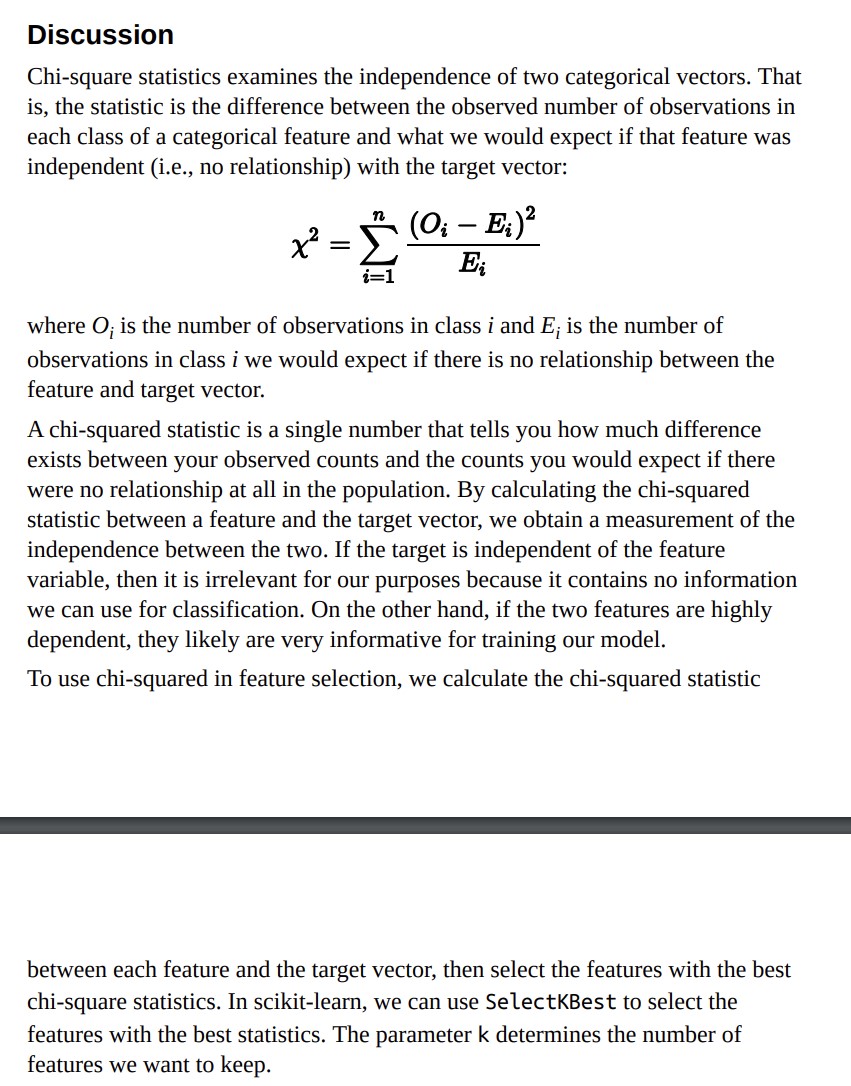 Discussion
Chi-square statistics examines the independence of two categorical vectors. That
is, the statistic is the difference between the observed number of observations in
each class of a categorical feature and what we would expect if that feature was
independent (i.e., no relationship) with the target vector:
χ² = ∑ⁿᵢ₌₁ (Oᵢ − Eᵢ)² / Eᵢ
where Oᵢ is the number of observations in class i and Eᵢ is the number of
observations in class i we would expect if there is no relationship between the
feature and target vector.
A chi-squared statistic is a single number that tells you how much difference
exists between your observed counts and the counts you would expect if there
were no relationship at all in the population. By calculating the chi-squared
statistic between a feature and the target vector, we obtain a measurement of the
independence between the two. If the target is independent of the feature
variable, then it is irrelevant for our purposes because it contains no information
we can use for classification. On the other hand, if the two features are highly
dependent, they likely are very informative for training our model.
To use chi-squared in feature selection, we calculate the chi-squared statistic
between each feature and the target vector, then select the features with the best
chi-square statistics. In scikit-learn, we can use SelectKBest to select the
features with the best statistics. The parameter k determines the number of
features we want to keep.